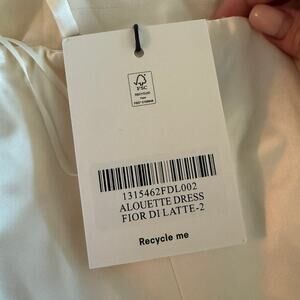 FSC
1315462FDL002
ALOUETTE DRESS
FIOR DI LATTE-2
Recycle me